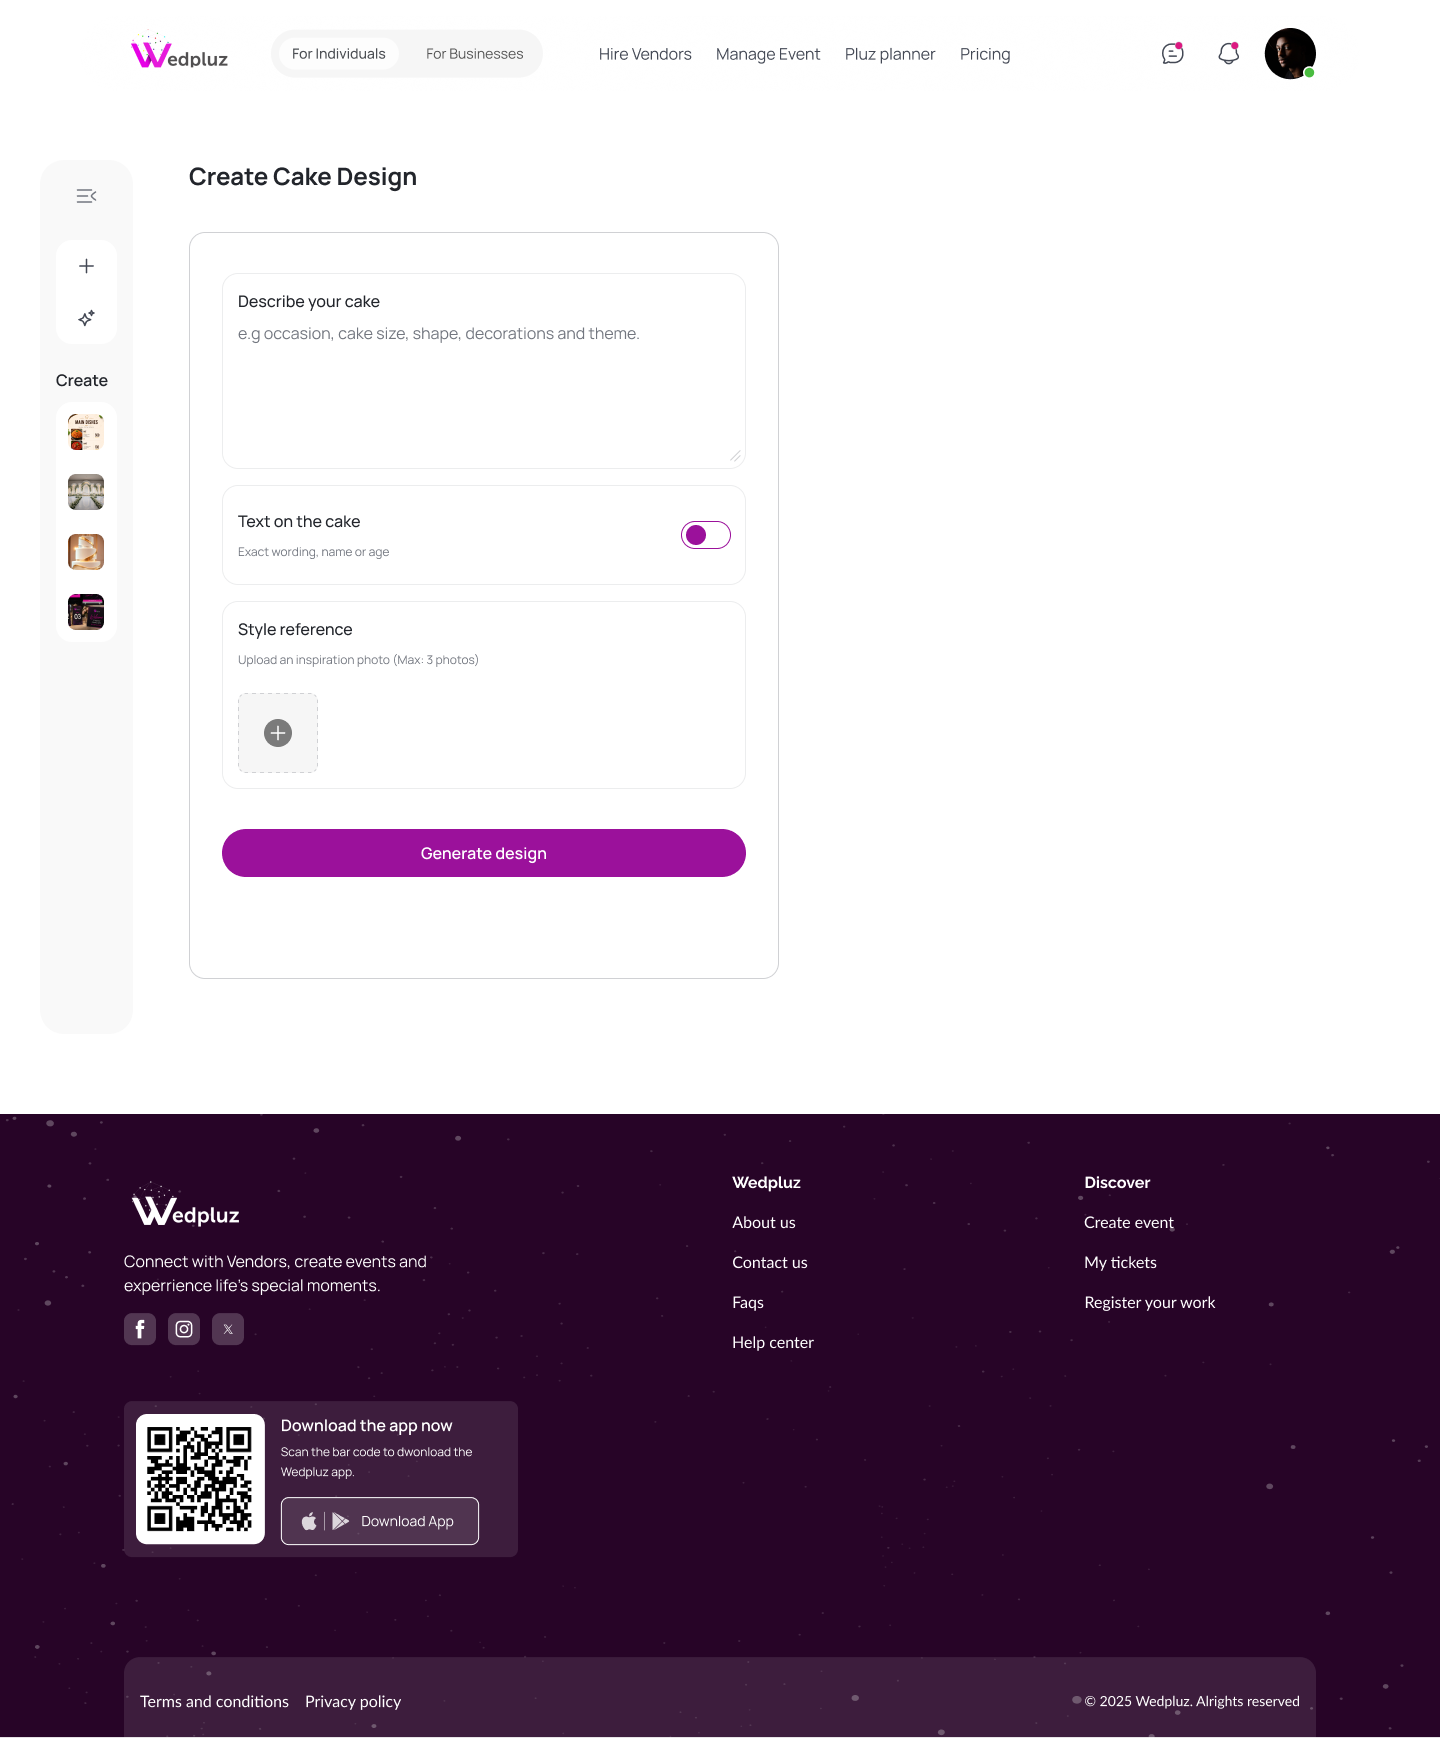 Wedpluz
For Individuals
For Businesses
Hire Vendors
Manage Event
Pluz planner
Pricing
Create Cake Design
Create
MAIN DISHES
03
Describe your cake
e.g occasion, cake size, shape, decorations and theme.
Text on the cake
Exact wording, name or age
Style reference
Upload an inspiration photo (Max: 3 photos)
Generate design
Wedpluz
Connect with Vendors, create events and
experrience life's special moments.
Download the app now
Scan the bar code to dwonload the
Wedpluz app.
Download App
Wedpluz
About us
Contact us
Faqs
Help center
Discover
Create event
My tickets
Register your work
Terms and conditions
Privacy policy
© 2025 Wedpluz. Alrights reserved